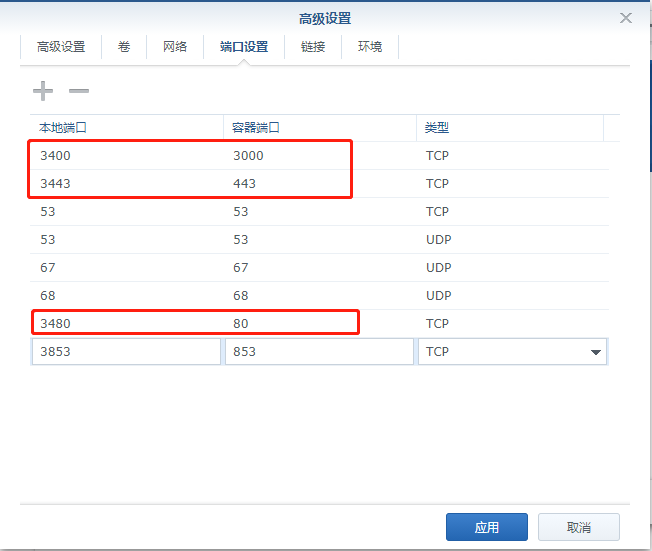 高级设置
高级设置 卷 网络 端口设置 链接 环境
本地端口 容器端口 类型
3400 3000 TCP
3443 443 TCP
53 53 TCP
53 53 UDP
67 67 UDP
68 68 UDP
3480 80 TCP
3853 853 TCP
应用 取消